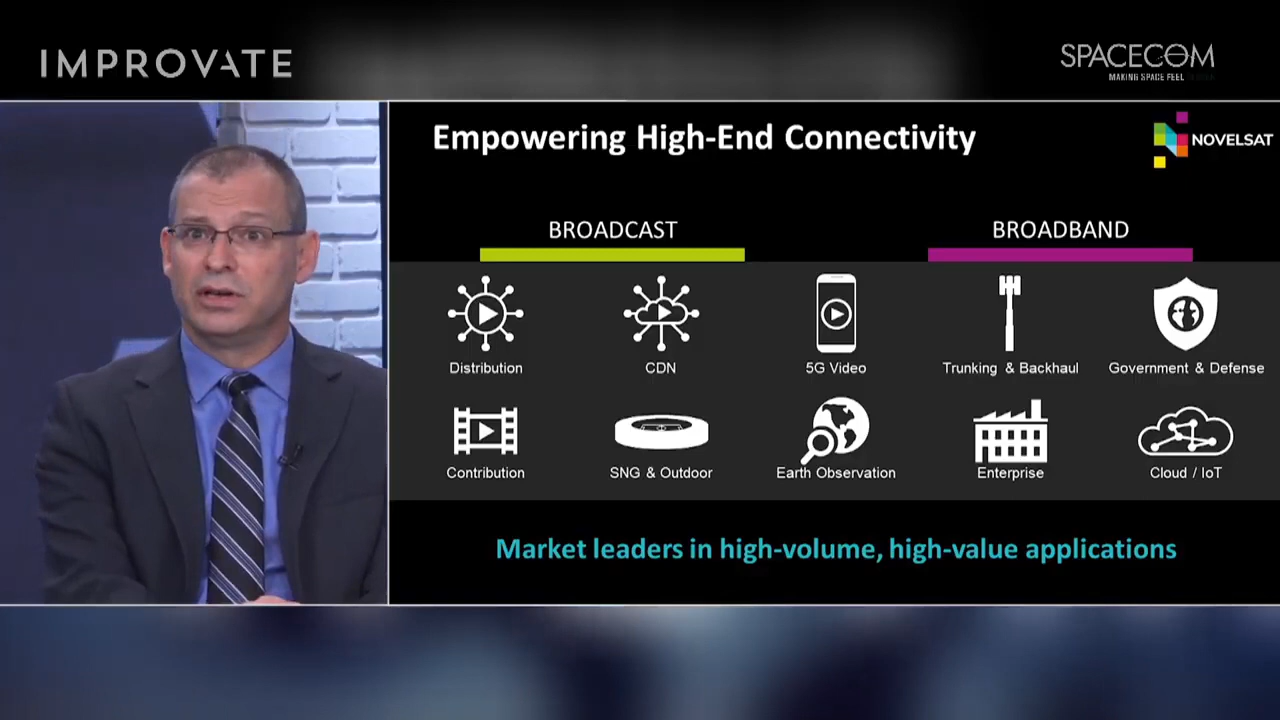 IMPROVATE
SPACECOM
MAKING SPACE FEEL
Empowering High-End Connectivity
NOVELSAT
BROADCAST
BROADBAND
Distribution
CDN
5G Video
Trunking & Backhaul
Government & Defense
Contribution
SNG & Outdoor
Earth Observation
Enterprise
Cloud / IoT
Market leaders in high-volume, high-value applications